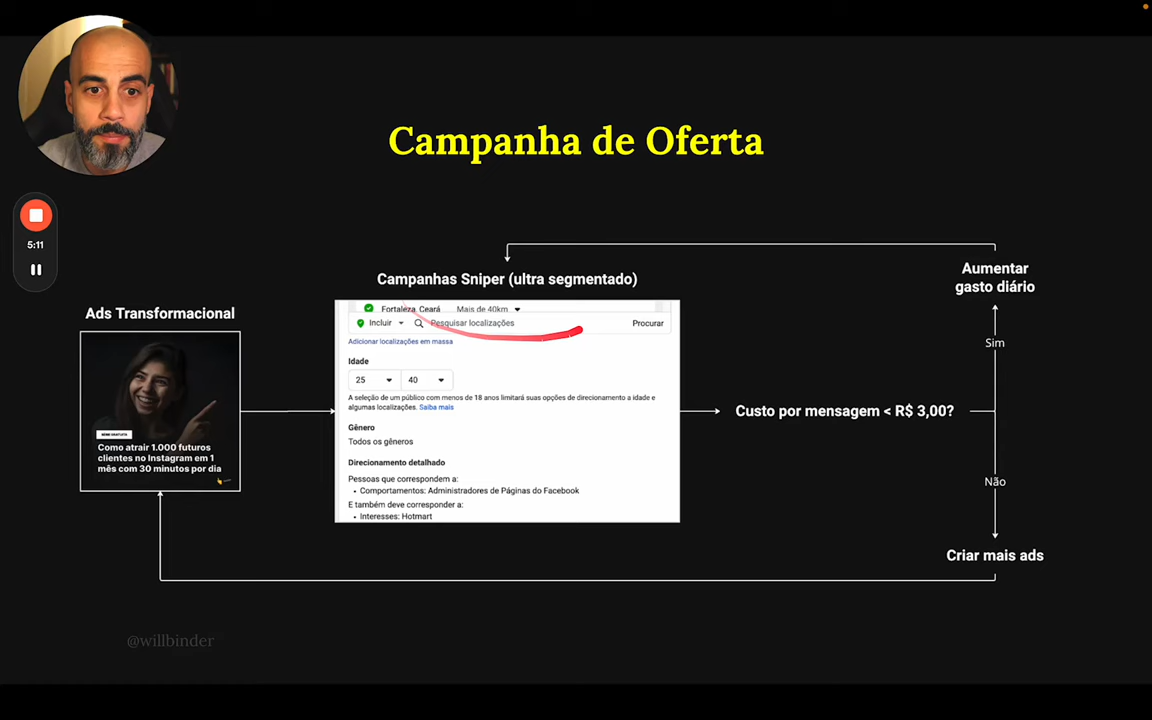 Campanha de Oferta
5:11
Campanhas Sniper (ultra segmentado)
Aumentar
gasto diário
Ads Transformacional
Fortaleza, Ceará Mais de 40km
Incluir Pesquisar localizações Procurar
Adicionar localizações em massa
Idade
25 40
A seleção de um público com menos de 18 anos limitará suas opções de direcionamento a idade e
algumas localizações. Saiba mais
Gênero
Todos os gêneros
Direcionamento detalhado
Pessoas que correspondem a:
• Comportamentos: Administradores de Páginas do Facebook
E também deve corresponder a:
• Interesses: Hotmart
Sim
Custo por mensagem < R$ 3,00?
Não
Criar mais ads
Como atrair 1.000 futuros
clientes no Instagram em 1
mês com 30 minutos por dia
@willbinder